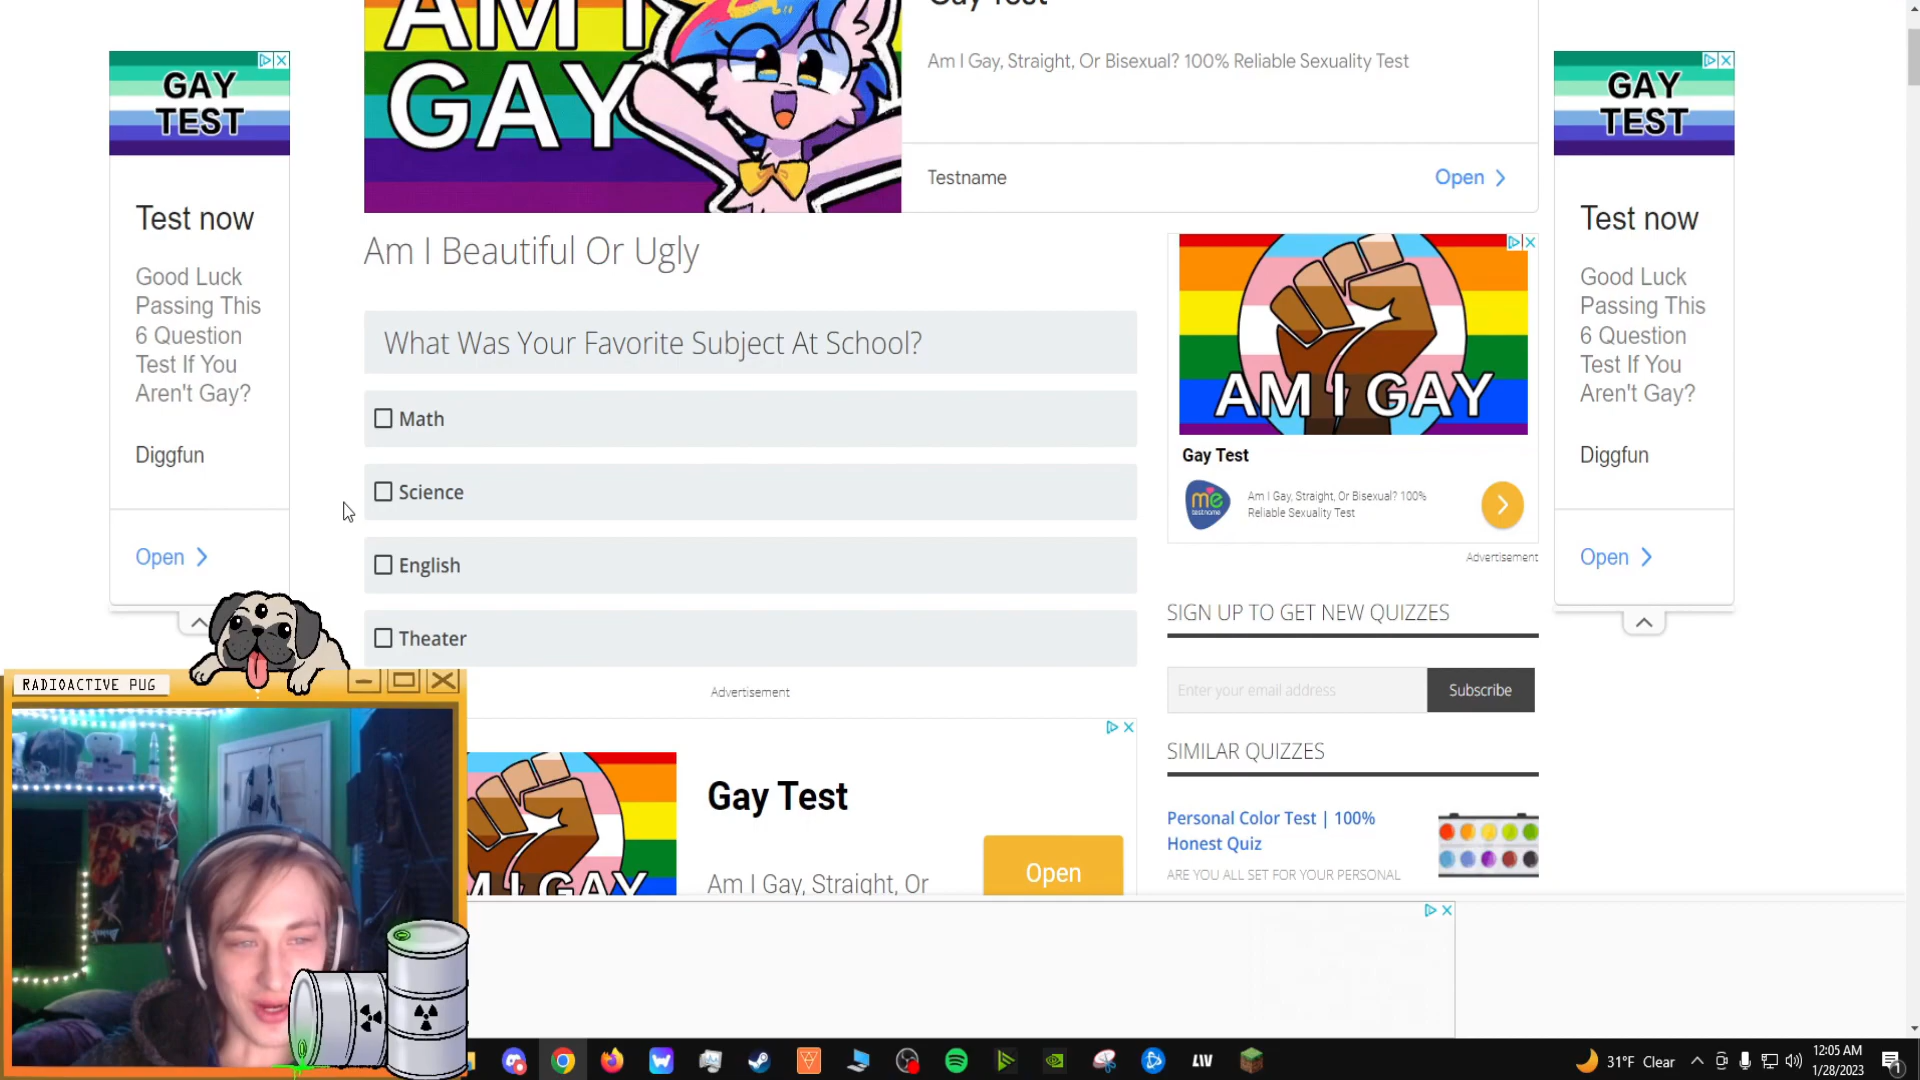 AM I
GAY
Gay Test
Am I Gay, Straight, Or Bisexual? 100% Reliable Sexuality Test
Testname
Open
GAY
TEST
Test now
Good Luck
Passing This
6 Question
Test If You
Aren't Gay?
Diggfun
Open
Am I Beautiful Or Ugly
What Was Your Favorite Subject At School?
Math
Science
English
Theater
Advertisement
AM I GAY
Gay Test
me
Am I Gay, Straight, Or Bisexual? 100%
Reliable Sexuality Test
Advertisement
SIGN UP TO GET NEW QUIZZES
Enter your email address
Subscribe
SIMILAR QUIZZES
Personal Color Test | 100%
Honest Quiz
ARE YOU ALL SET FOR YOUR PERSONAL
GAY
TEST
Test now
Good Luck
Passing This
6 Question
Test If You
Aren't Gay?
Diggfun
Open
RADIOACTIVE PUG
M I GAY
Gay Test
Am I Gay, Straight, Or
Open
LIV
31°F Clear
12:05 AM
1/28/2023
1